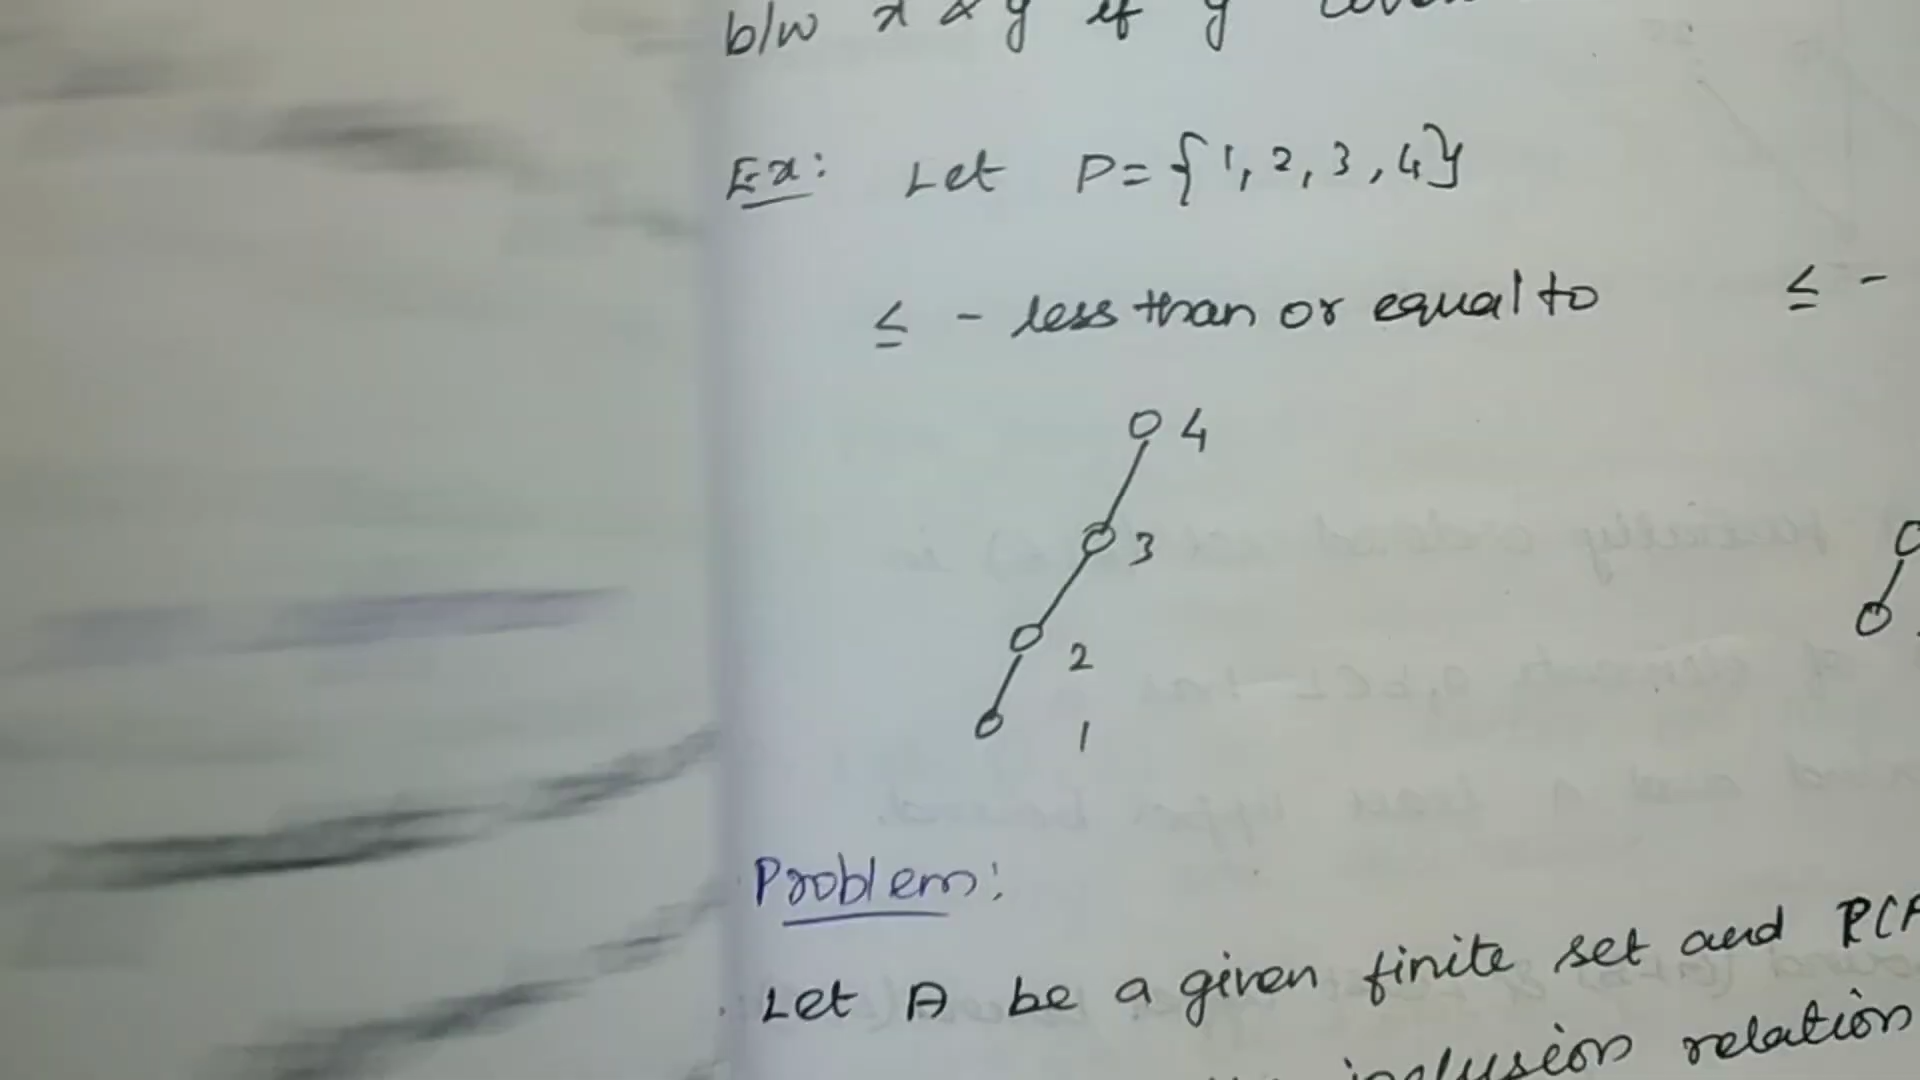 b/w x & y if y
Ex: Let P = {1, 2, 3, 4}
≤ - less than or equal to ≤ -
4
3
2
1
Problem:
Let A be a given finite set and P(A
inclusion relation